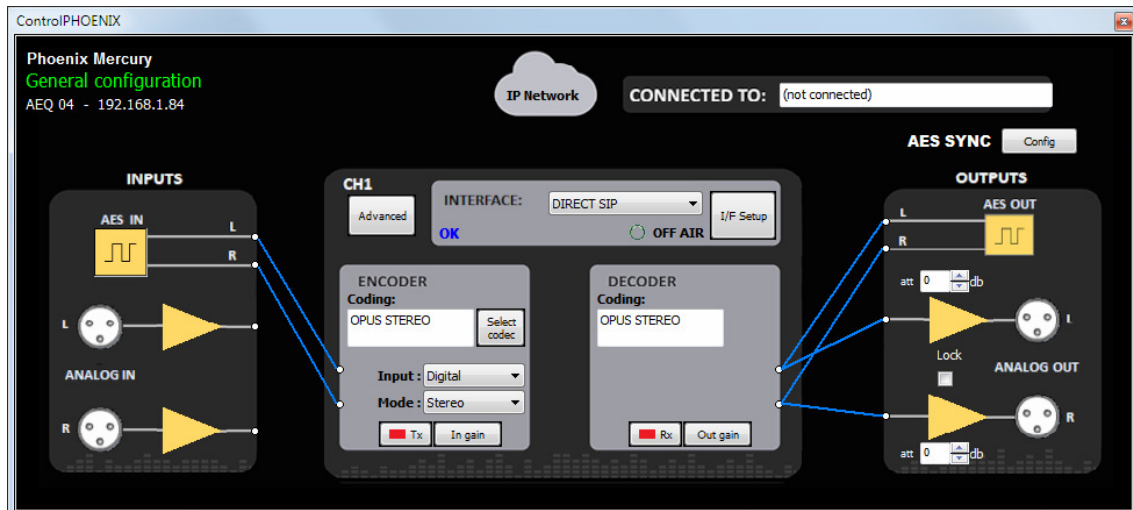 ControlPHOENIX
Phoenix Mercury
General configuration
AEQ 04 - 192.168.1.84
IP Network
CONNECTED TO: (not connected)
AES SYNC Config
INPUTS
AES IN
L
R
L
ANALOG IN
R
CH1
Advanced
INTERFACE: DIRECT SIP
I/F Setup
OK OFF AIR
ENCODER
Coding:
OPUS STEREO
Select
codec
Input : Digital
Mode : Stereo
Tx In gain
DECODER
Coding:
OPUS STEREO
Rx Out gain
OUTPUTS
AES OUT
L
R
att 0 db
L
Lock
ANALOG OUT
R
att 0 db